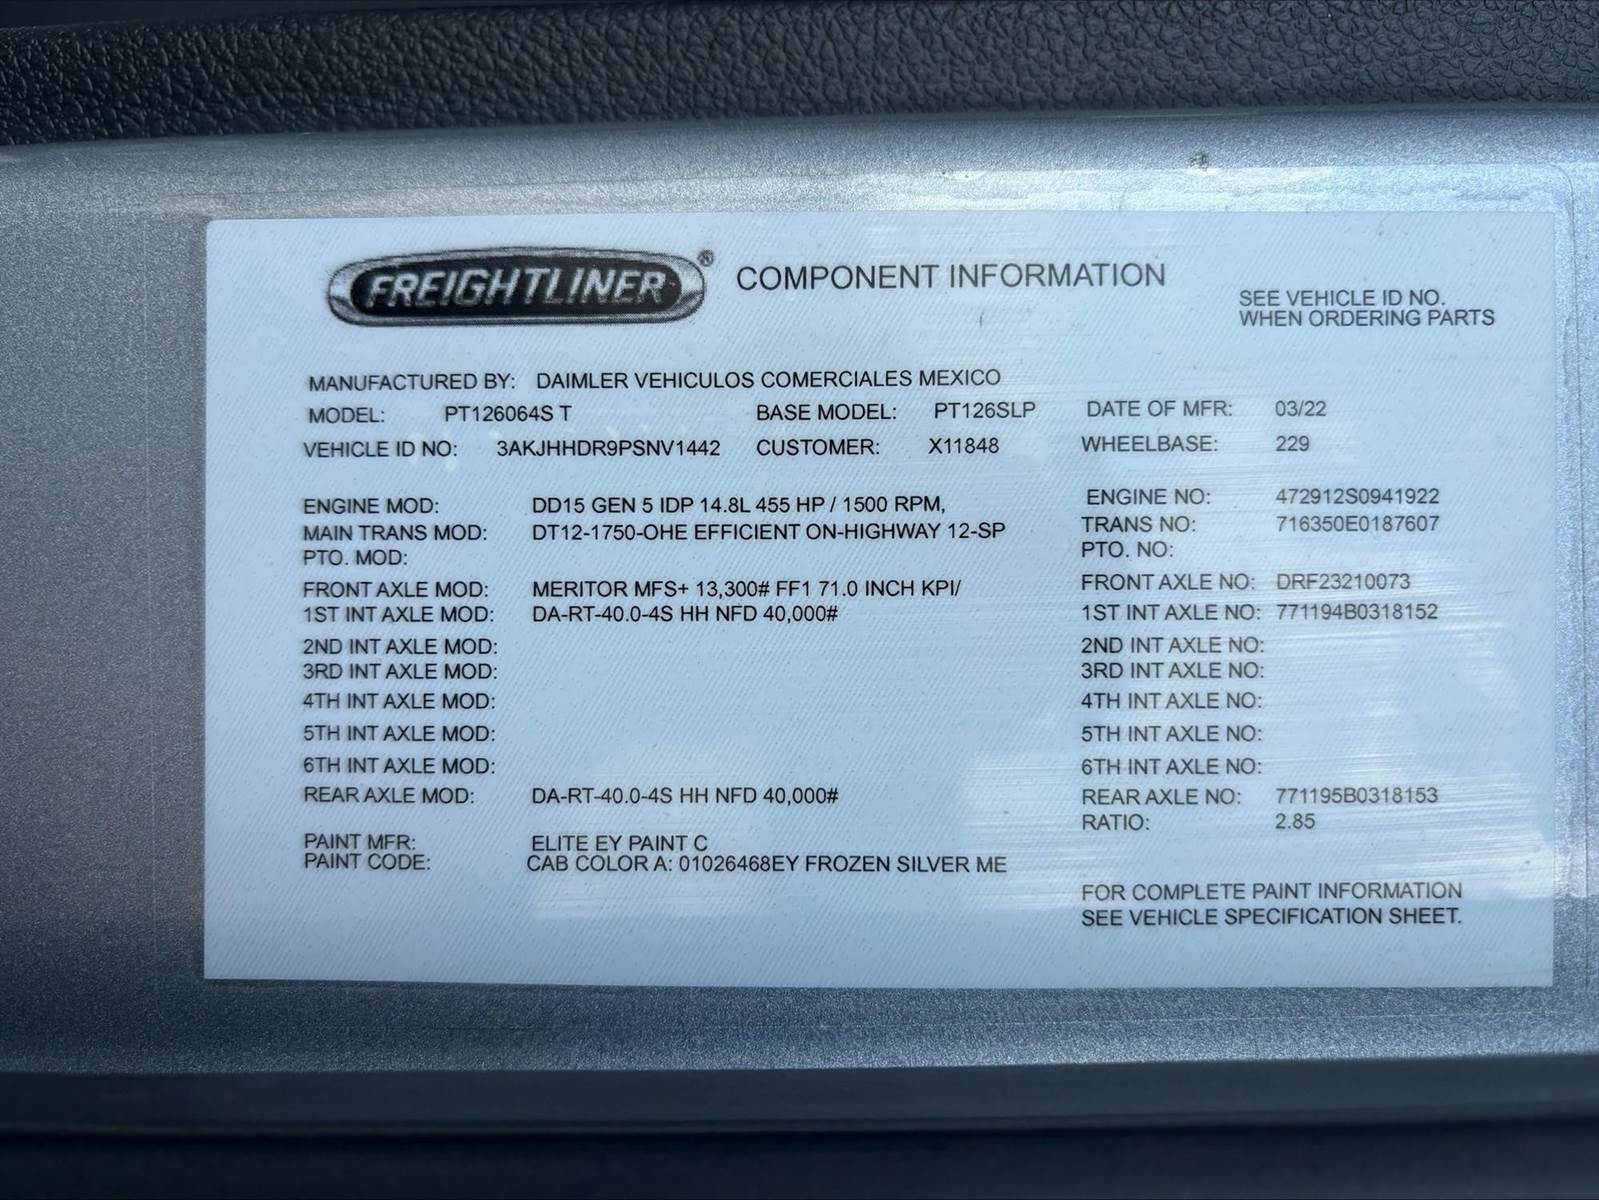 FREIGHTLINER® COMPONENT INFORMATION
SEE VEHICLE ID NO.
WHEN ORDERING PARTS
MANUFACTURED BY: DAIMLER VEHICULOS COMERCIALES MEXICO
MODEL: PT126064S T BASE MODEL: PT126SLP DATE OF MFR: 03/22
VEHICLE ID NO: 3AKJHHDR9PSNV1442 CUSTOMER: X11848 WHEELBASE: 229
ENGINE MOD: DD15 GEN 5 IDP 14.8L 455 HP / 1500 RPM, ENGINE NO: 472912S0941922
MAIN TRANS MOD: DT12-1750-OHE EFFICIENT ON-HIGHWAY 12-SP TRANS NO: 716350E0187607
PTO. MOD: PTO. NO:
FRONT AXLE MOD: MERITOR MFS+ 13,300# FF1 71.0 INCH KPI/ FRONT AXLE NO: DRF23210073
1ST INT AXLE MOD: DA-RT-40.0-4S HH NFD 40,000# 1ST INT AXLE NO: 771194B0318152
2ND INT AXLE MOD: 2ND INT AXLE NO:
3RD INT AXLE MOD: 3RD INT AXLE NO:
4TH INT AXLE MOD: 4TH INT AXLE NO:
5TH INT AXLE MOD: 5TH INT AXLE NO:
6TH INT AXLE MOD: 6TH INT AXLE NO:
REAR AXLE MOD: DA-RT-40.0-4S HH NFD 40,000# REAR AXLE NO: 771195B0318153
RATIO: 2.85
PAINT MFR: ELITE EY PAINT C
PAINT CODE: CAB COLOR A: 01026468EY FROZEN SILVER ME
FOR COMPLETE PAINT INFORMATION
SEE VEHICLE SPECIFICATION SHEET.